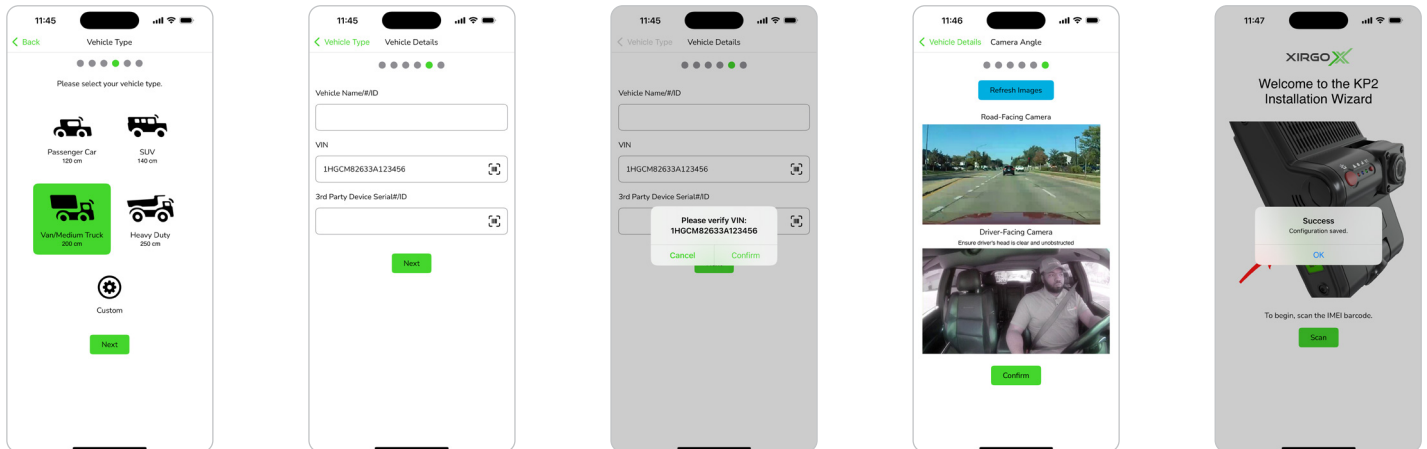 11:45
Back
Vehicle Type
Please select your vehicle type.
Passenger Car
120 cm
SUV
140 cm
Van/Medium Truck
200 cm
Heavy Duty
250 cm
Custom
Next
11:45
Vehicle Type
Vehicle Details
Vehicle Name/#/ID
VIN
1HGCM82633A123456
3rd Party Device Serial#/ID
Next
11:45
Vehicle Type
Vehicle Details
Vehicle Name/#/ID
VIN
1HGCM82633A123456
3rd Party Device Serial#/ID
Please verify VIN:
1HGCM82633A123456
Cancel
Confirm
11:46
Vehicle Details
Camera Angle
Refresh Images
Road-Facing Camera
Driver-Facing Camera
Ensure driver's head is clear and unobstructed
Confirm
11:47
XIRGO
Welcome to the KP2
Installation Wizard
Success
Configuration saved.
OK
To begin, scan the IMEI barcode.
Scan